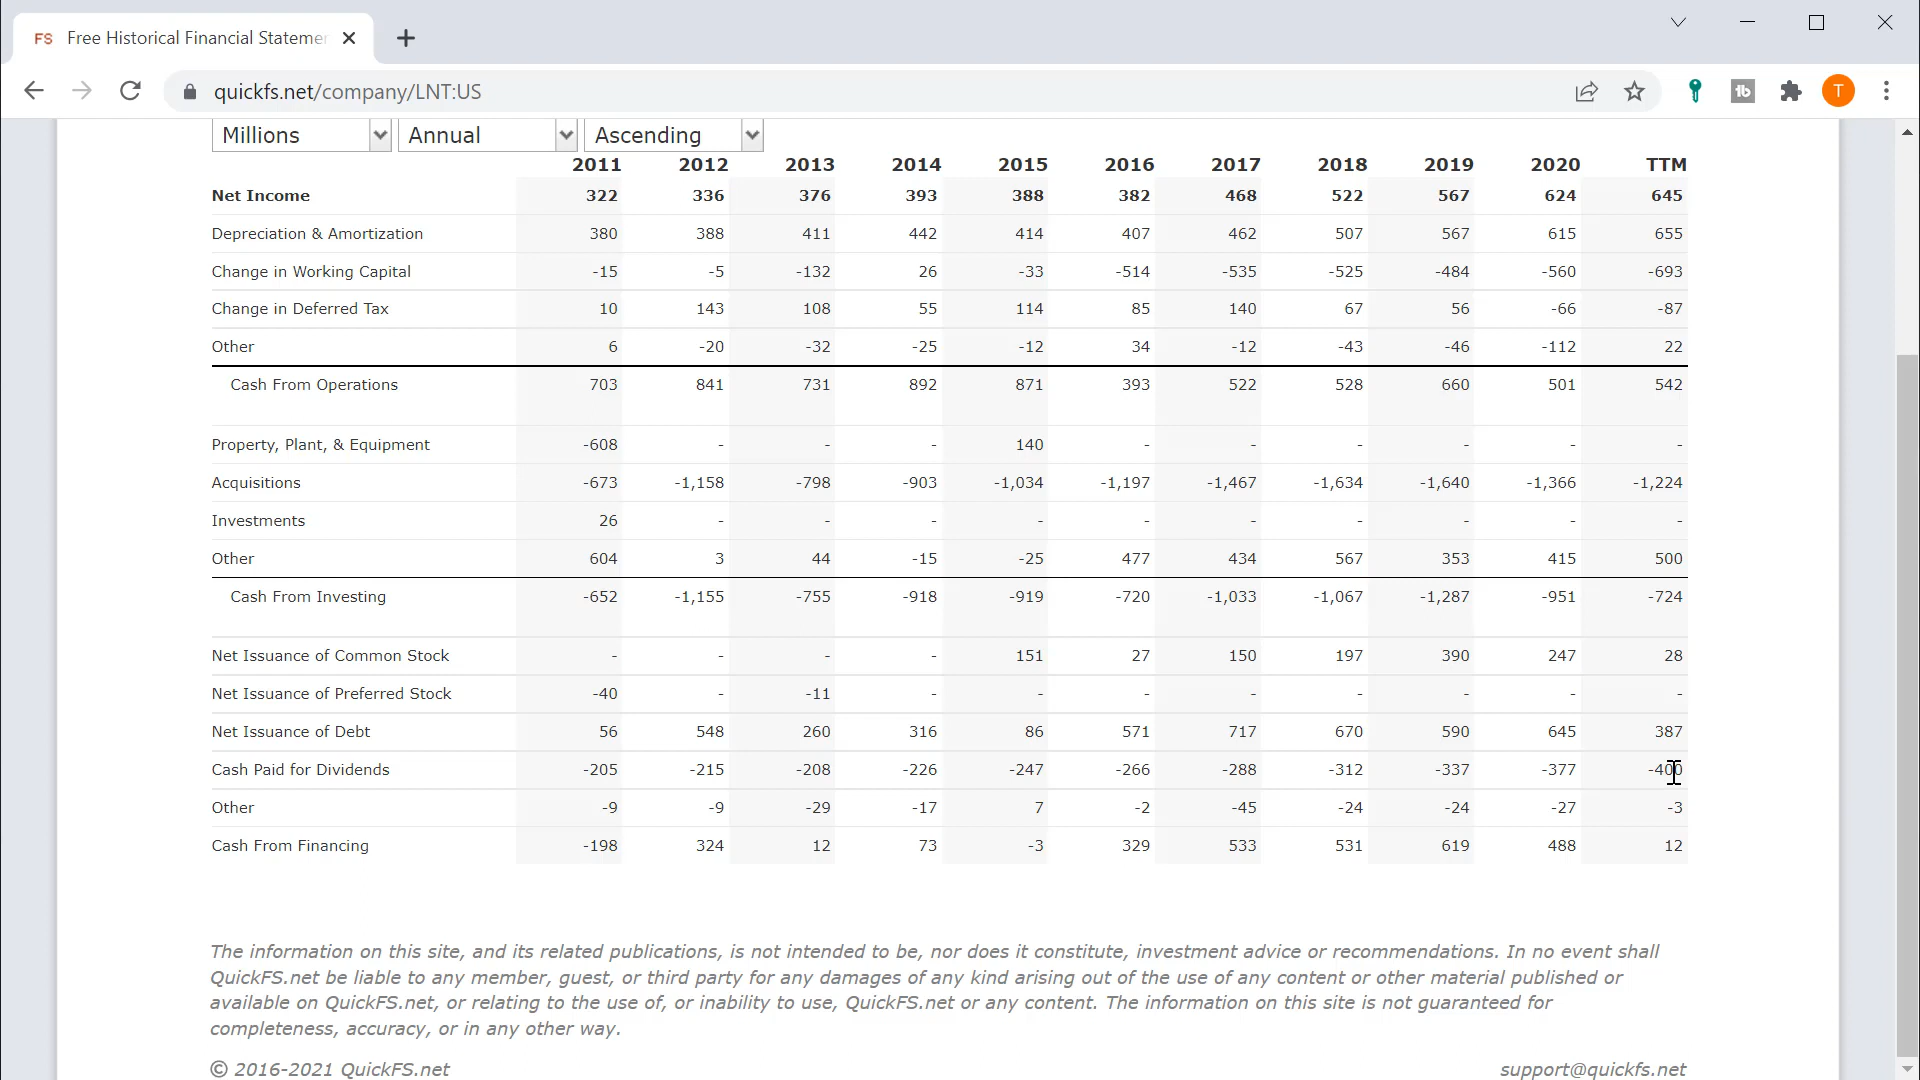 FS Free Historical Financial Statemer
quickfs.net/company/LNT:US
T
Millions Annual Ascending
2011 2012 2013 2014 2015 2016 2017 2018 2019 2020 TTM
Net Income 322 336 376 393 388 382 468 522 567 624 645
Depreciation & Amortization 380 388 411 442 414 407 462 507 567 615 655
Change in Working Capital -15 -5 -132 26 -33 -514 -535 -525 -484 -560 -693
Change in Deferred Tax 10 143 108 55 114 85 140 67 56 -66 -87
Other 6 -20 -32 -25 -12 34 -12 -43 -46 -112 22
Cash From Operations 703 841 731 892 871 393 522 528 660 501 542
Property, Plant, & Equipment -608 - - - 140 - - - - - -
Acquisitions -673 -1,158 -798 -903 -1,034 -1,197 -1,467 -1,634 -1,640 -1,366 -1,224
Investments 26 - - - - - - - - - -
Other 604 3 44 -15 -25 477 434 567 353 415 500
Cash From Investing -652 -1,155 -755 -918 -919 -720 -1,033 -1,067 -1,287 -951 -724
Net Issuance of Common Stock - - - - 151 27 150 197 390 247 28
Net Issuance of Preferred Stock -40 - -11 - - - - - - - -
Net Issuance of Debt 56 548 260 316 86 571 717 670 590 645 387
Cash Paid for Dividends -205 -215 -208 -226 -247 -266 -288 -312 -337 -377 -400
Other -9 -9 -29 -17 7 -2 -45 -24 -24 -27 -3
Cash From Financing -198 324 12 73 -3 329 533 531 619 488 12
The information on this site, and its related publications, is not intended to be, nor does it constitute, investment advice or recommendations. In no event shall
QuickFS.net be liable to any member, guest, or third party for any damages of any kind arising out of the use of any content or other material published or
available on QuickFS.net, or relating to the use of, or inability to use, QuickFS.net or any content. The information on this site is not guaranteed for
completeness, accuracy, or in any other way.
© 2016-2021 QuickFS.net support@quickfs.net